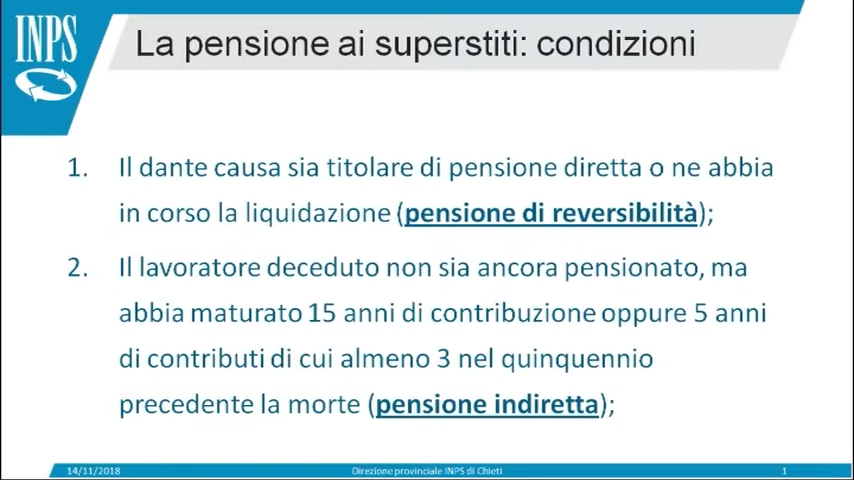 INPS
La pensione ai superstiti: condizioni
1. Il dante causa sia titolare di pensione diretta o ne abbia
in corso la liquidazione (pensione di reversibilità);
2. Il lavoratore deceduto non sia ancora pensionato, ma
abbia maturato 15 anni di contribuzione oppure 5 anni
di contributi di cui almeno 3 nel quinquennio
precedente la morte (pensione indiretta);
14/11/2018 Direzione provinciale INPS di Chieti 1